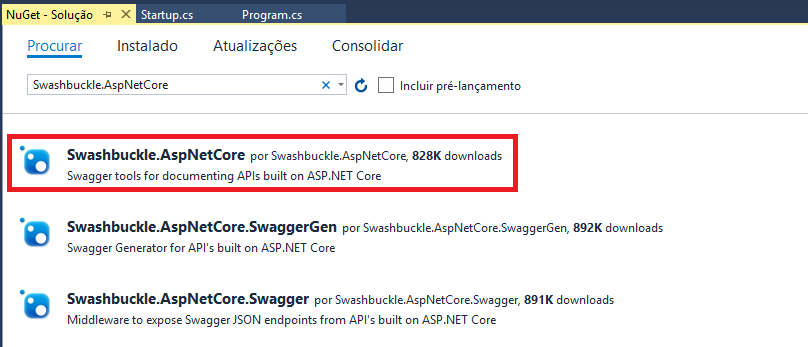 NuGet - Solução Startup.cs Program.cs
Procurar Instalado Atualizações Consolidar
Swashbuckle.AspNetCore Incluir pré-lançamento
Swashbuckle.AspNetCore por Swashbuckle.AspNetCore, 828K downloads
Swagger tools for documenting APIs built on ASP.NET Core
Swashbuckle.AspNetCore.SwaggerGen por Swashbuckle.AspNetCore.SwaggerGen, 892K downloads
Swagger Generator for API's built on ASP.NET Core
Swashbuckle.AspNetCore.Swagger por Swashbuckle.AspNetCore.Swagger, 891K downloads
Middleware to expose Swagger JSON endpoints from API's built on ASP.NET Core